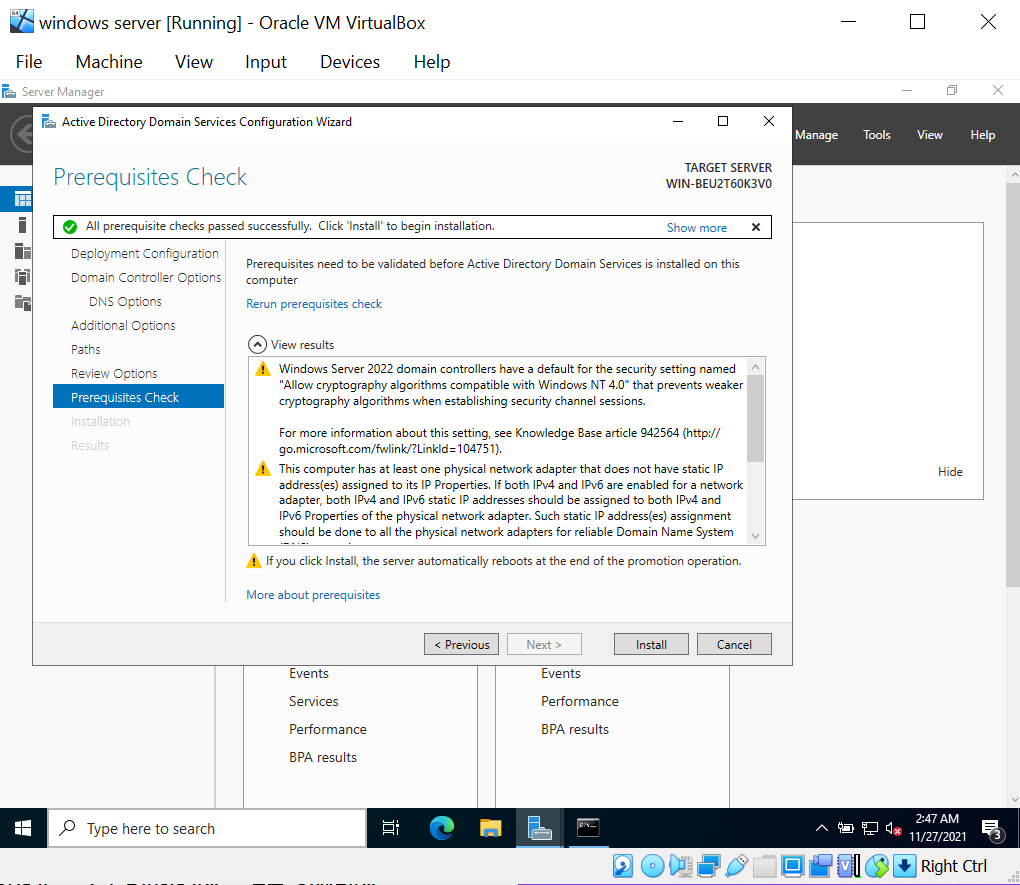 windows server [Running] - Oracle VM VirtualBox
File Machine View Input Devices Help
Server Manager
Active Directory Domain Services Configuration Wizard
Manage Tools View Help
Prerequisites Check
TARGET SERVER
WIN-BEU2T60K3V0
All prerequisite checks passed successfully. Click 'Install' to begin installation.
Show more
Deployment Configuration
Domain Controller Options
DNS Options
Additional Options
Paths
Review Options
Prerequisites Check
Installation
Results
Prerequisites need to be validated before Active Directory Domain Services is installed on this
computer
Rerun prerequisites check
View results
Windows Server 2022 domain controllers have a default for the security setting named
"Allow cryptography algorithms compatible with Windows NT 4.0" that prevents weaker
cryptography algorithms when establishing security channel sessions.
For more information about this setting, see Knowledge Base article 942564 (http://
go.microsoft.com/fwlink/?LinkId=104751).
This computer has at least one physical network adapter that does not have static IP
address(es) assigned to its IP Properties. If both IPv4 and IPv6 are enabled for a network
adapter, both IPv4 and IPv6 static IP addresses should be assigned to both IPv4 and
IPv6 Properties of the physical network adapter. Such static IP address(es) assignment
should be done to all the physical network adapters for reliable Domain Name System
If you click Install, the server automatically reboots at the end of the promotion operation.
More about prerequisites
< Previous
Next >
Install
Cancel
Hide
Events
Services
Performance
BPA results
Events
Performance
BPA results
Type here to search
2:47 AM
11/27/2021
3
Right Ctrl